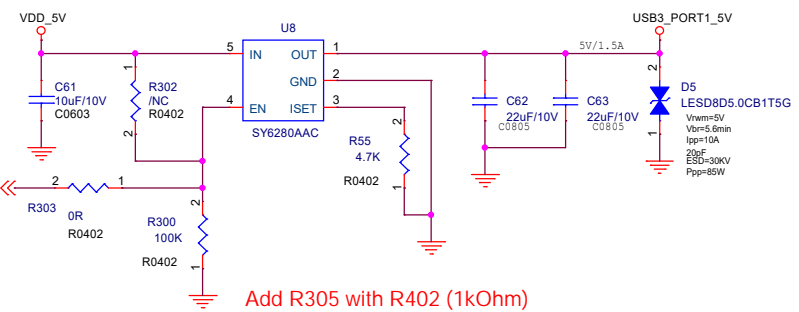 VDD_5V
USB3_PORT1_5V
U8
5 IN OUT 1
5V/1.5A
GND 2
4 EN ISET 3
SY6280AAC
C61
10uF/10V
C0603
1
R302
/NC
R0402
2
2
R55
4.7K
R0402
1
C62
22uF/10V
C0805
C63
22uF/10V
C0805
2
D5
LESD8D5.0CB1T5G
1
Vrwm=5V
Vbr=5.6min
Ipp=10A
20pF
ESD=30KV
Ppp=85W
2 1
R303
0R
R0402
2
R300
100K
R0402
1
Add R305 with R402 (1kOhm)